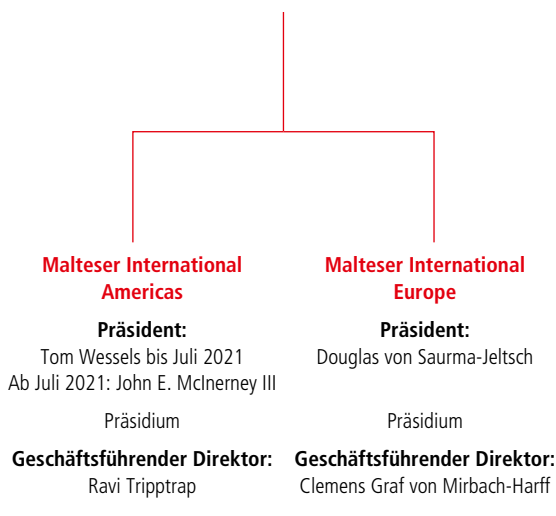 Malteser International
Americas
Präsident:
Tom Wessels bis Juli 2021
Ab Juli 2021: John E. McInerney III
Präsidium
Geschäftsführender Direktor:
Ravi Tripptrap
Malteser International
Europe
Präsident:
Douglas von Saurma-Jeltsch
Präsidium
Geschäftsführender Direktor:
Clemens Graf von Mirbach-Harff